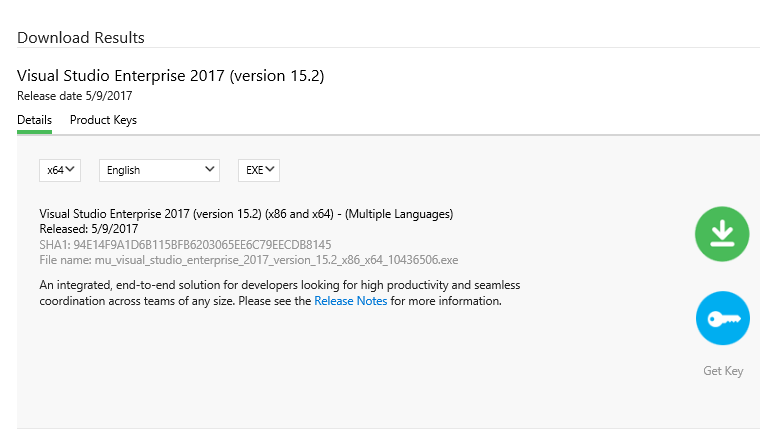 Download Results
Visual Studio Enterprise 2017 (version 15.2)
Release date 5/9/2017
Details Product Keys
x64 English EXE
Visual Studio Enterprise 2017 (version 15.2) (x86 and x64) - (Multiple Languages)
Released: 5/9/2017
SHA1: 94E14F9A1D6B115BFB6203065EE6C79EECDB8145
File name: mu_visual_studio_enterprise_2017_version_15.2_x86_x64_10436506.exe
An integrated, end-to-end solution for developers looking for high productivity and seamless
coordination across teams of any size. Please see the Release Notes for more information.
Get Key